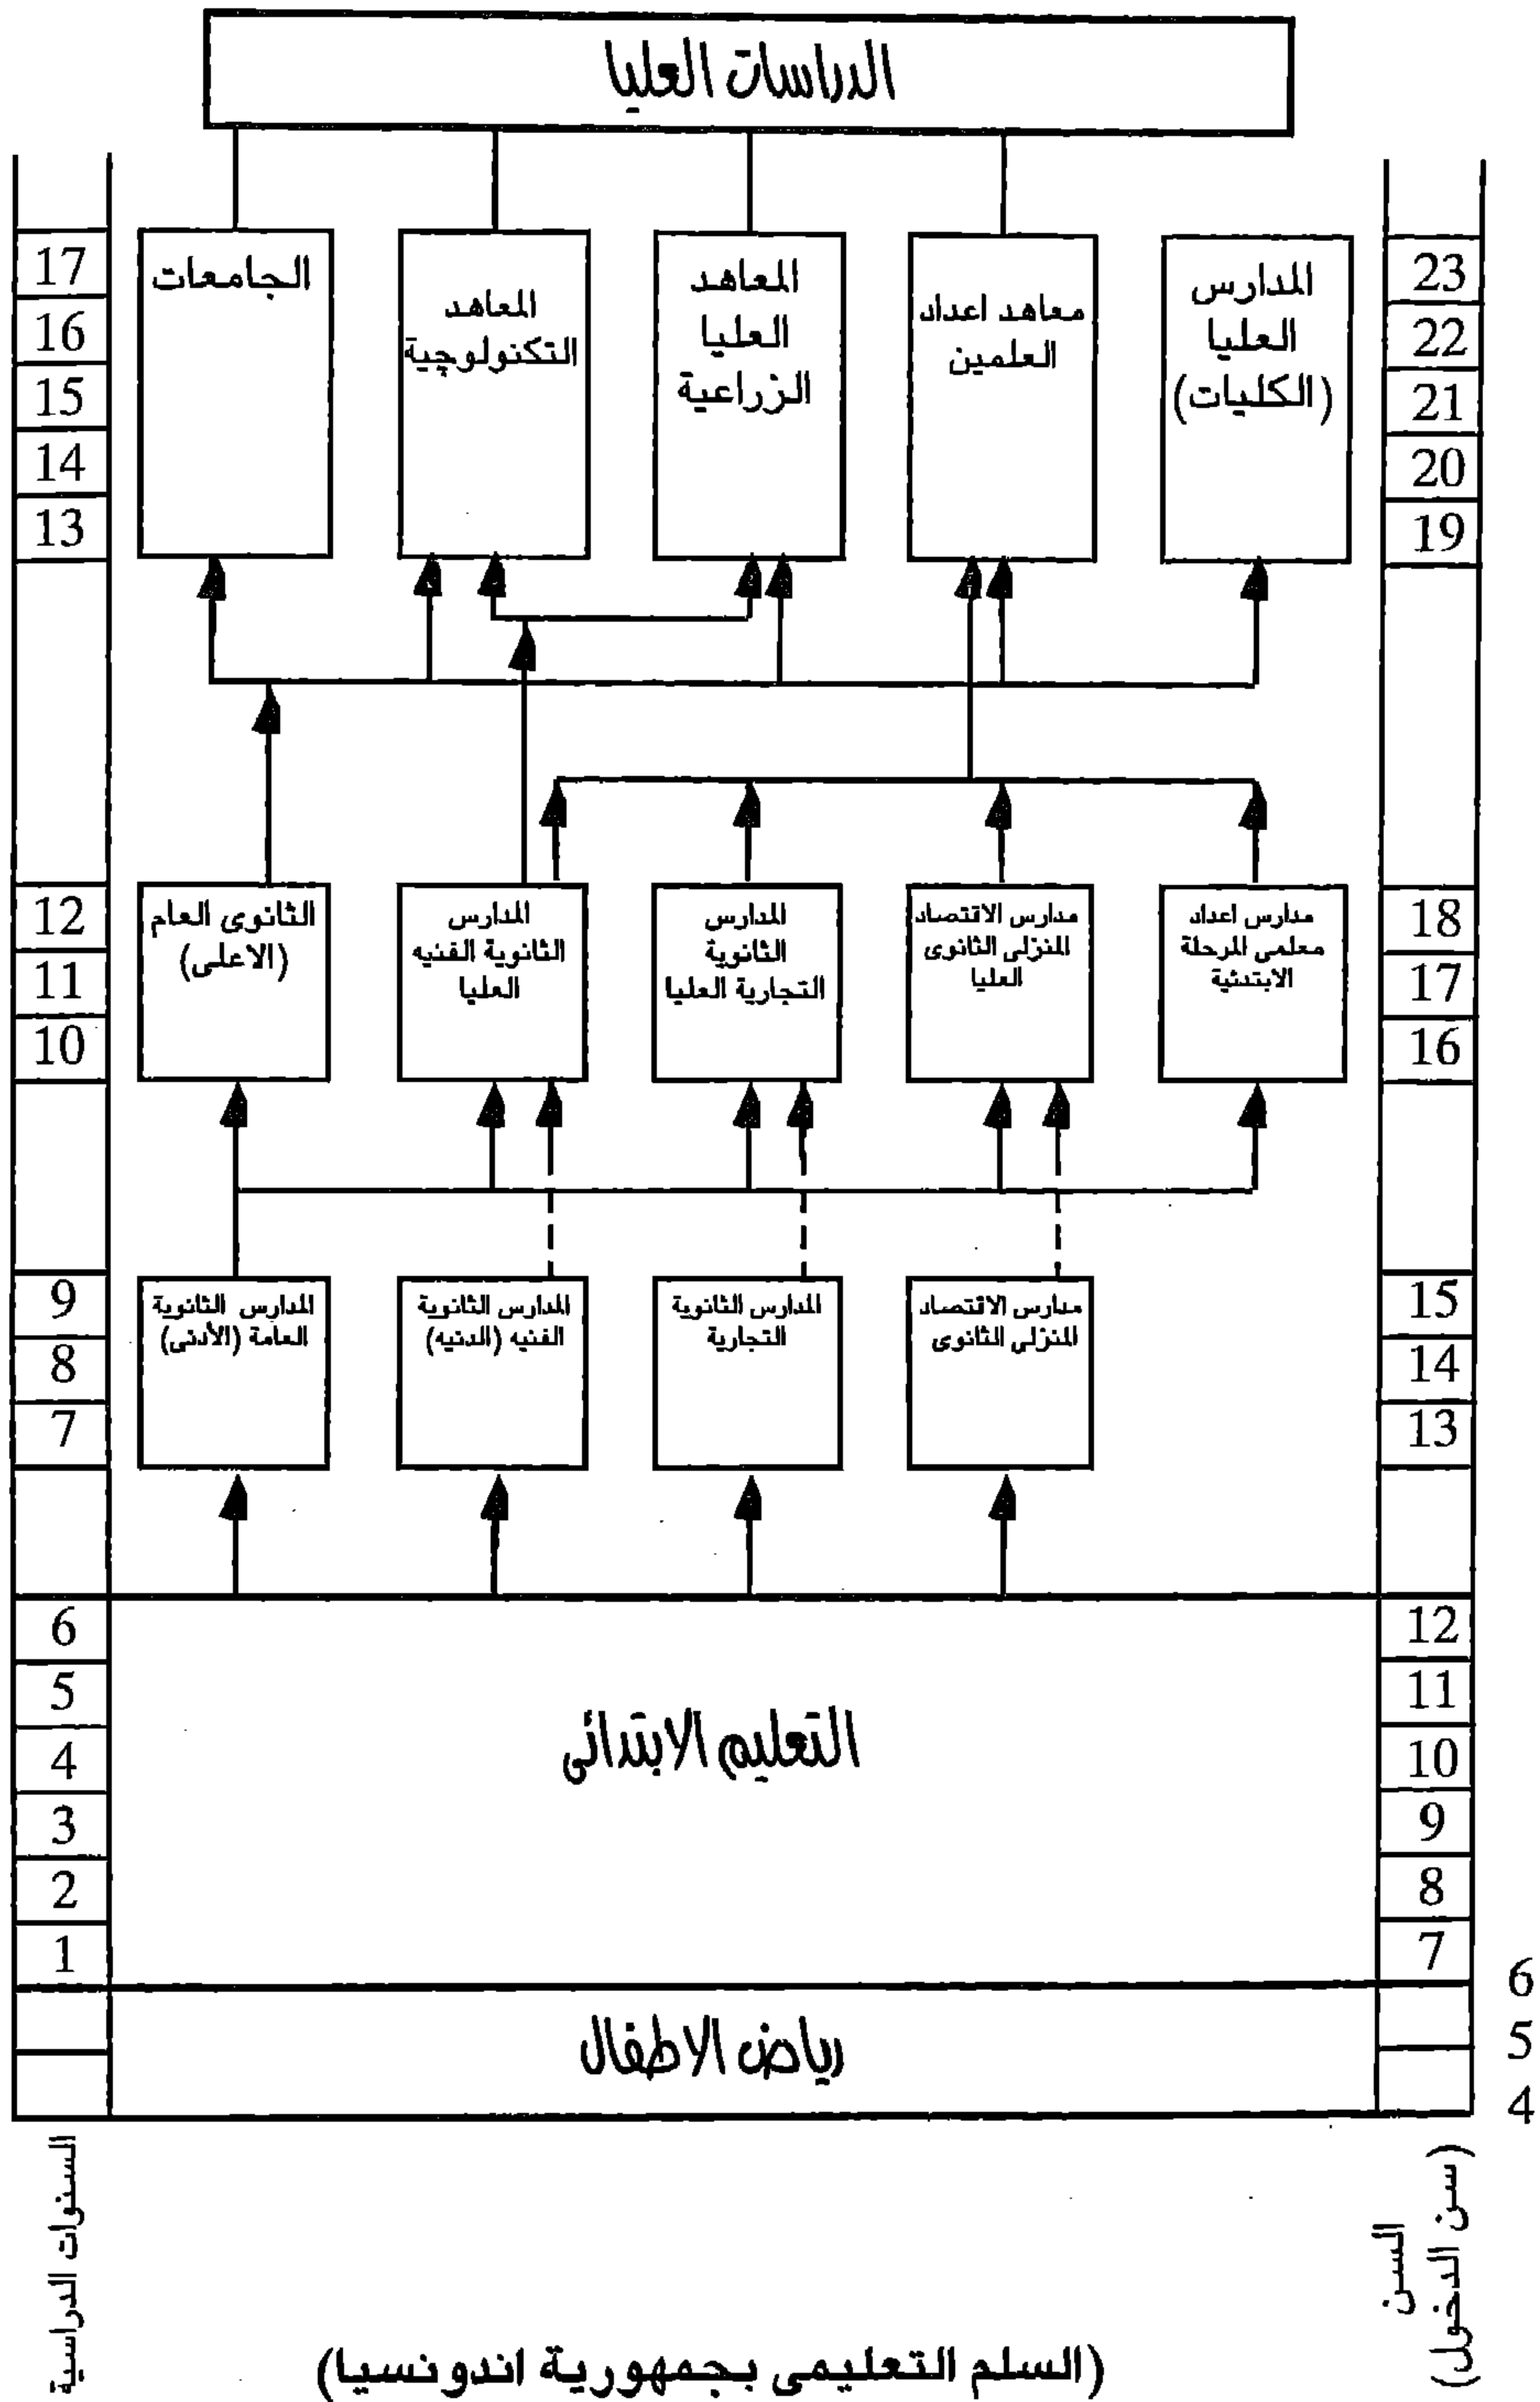 الدراسات العليا
17
16
15
14
13
الجامعات
المعاهد
التكنولوجية
المعاهد
العليا
الزراعية
معاهد اعداد
العلمين
المدارس
العليا
(الكليات)
23
22
21
20
19
12
11
10
الثانوى العام
(الاعلى)
المدارس
الثانوية الفنيه
العليا
المدارس
الثانوية
التجارية العليا
مدارس الاقتصاد
المنزلى الثانوى
العليا
مدارس اعداد
معلمى المرحلة
الابتدئية
18
17
16
9
8
7
المدارس الثانوية
العامة (الأدنى)
المدارس الثانوية
الفنيه (الدنيه)
المدارس الثانوية
التجارية
مدارس الاقتصاد
المنزلى الثانوى
15
14
13
6
5
4
3
2
1
التعليم الابتدائى
12
11
10
9
8
7
رياض الاطفال
6
5
4
السنوات الدراسية
السن
(سن الدخول)
(السلم التعليمى بجمهورية اندونسيا)